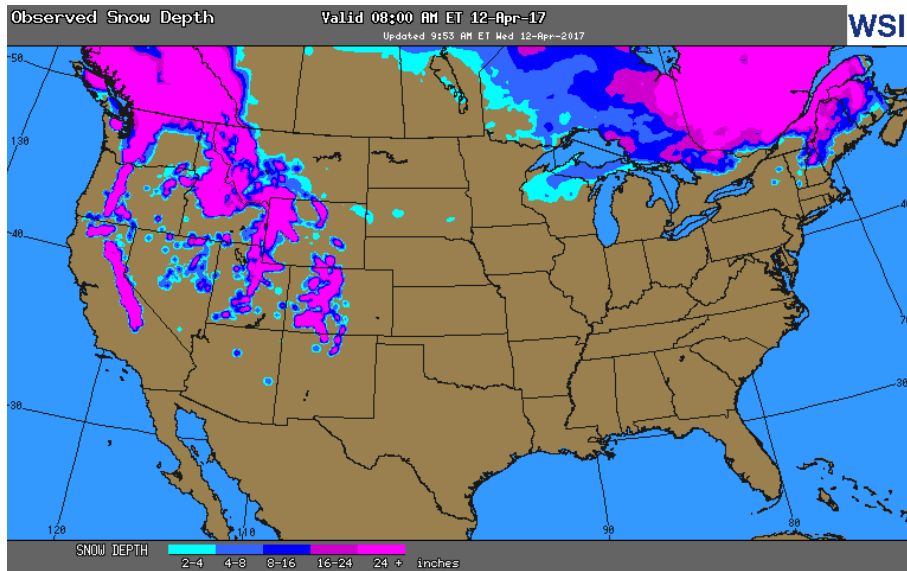 Observed Snow Depth
Valid 08:00 AM ET 12-Apr-17
Updated 9:53 AM ET Wed 12-Apr-2017
WSI
50
130
40
40
30
30
120
110
90
80
SNOW DEPTH
2-4 4-8 8-16 16-24 24 + inches